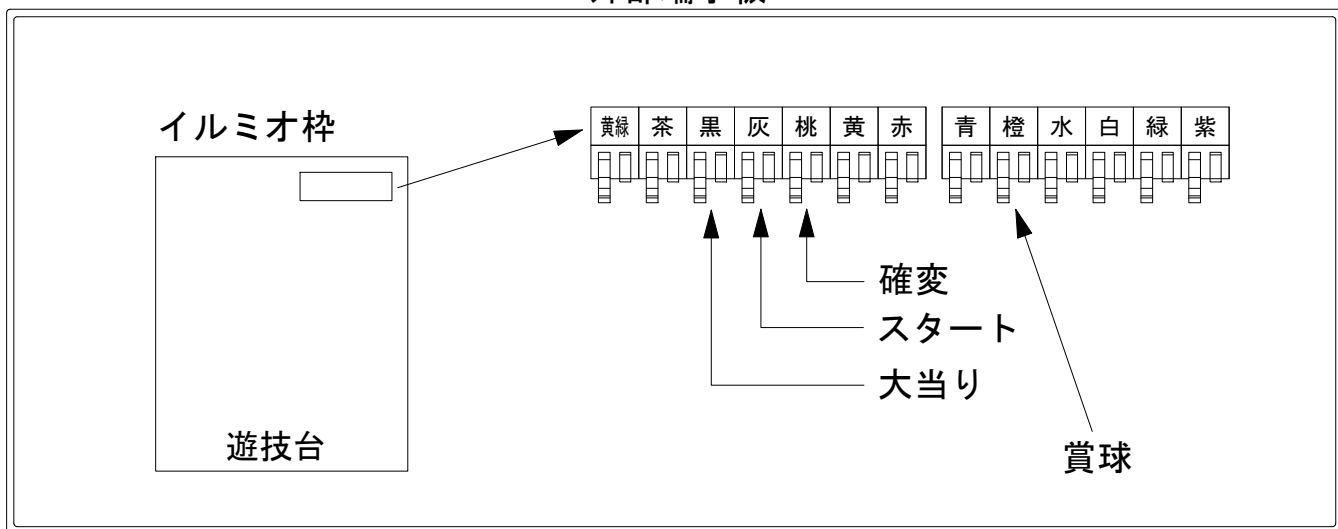 イルミオ枠
黄緑 茶 黒 灰 桃 黄 赤 青 橙 水 白 緑 紫
確変
スタート
大当り
遊技台
賞球